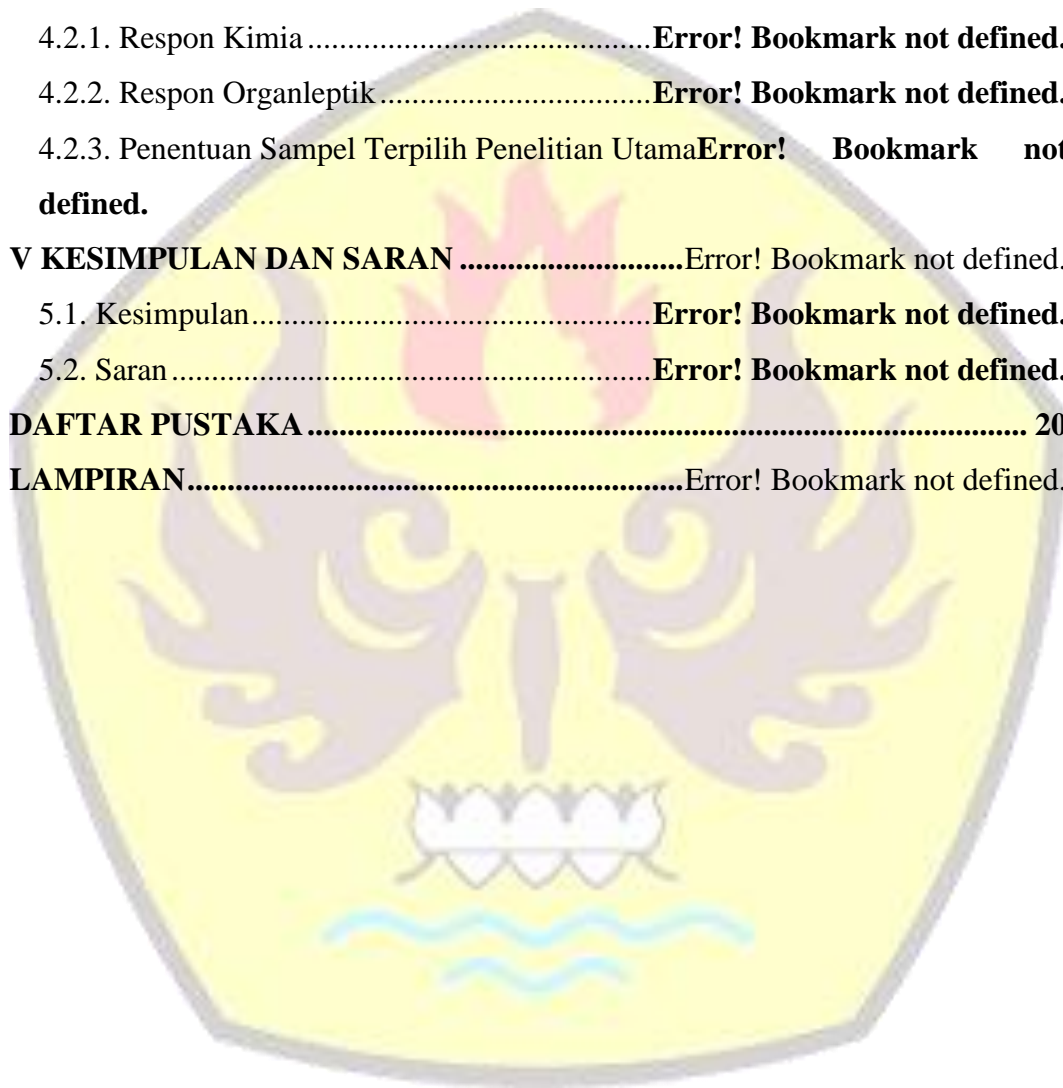 4.2.1. Respon Kimia ............................................Error! Bookmark not defined.
4.2.2. Respon Organleptik...................................Error! Bookmark not defined.
4.2.3. Penentuan Sampel Terpilih Penelitian UtamaError! Bookmark not
defined.
V KESIMPULAN DAN SARAN ............................Error! Bookmark not defined.
5.1. Kesimpulan...................................................Error! Bookmark not defined.
5.2. Saran .............................................................Error! Bookmark not defined.
DAFTAR PUSTAKA ........................................................................................... 20
LAMPIRAN...............................................................Error! Bookmark not defined.